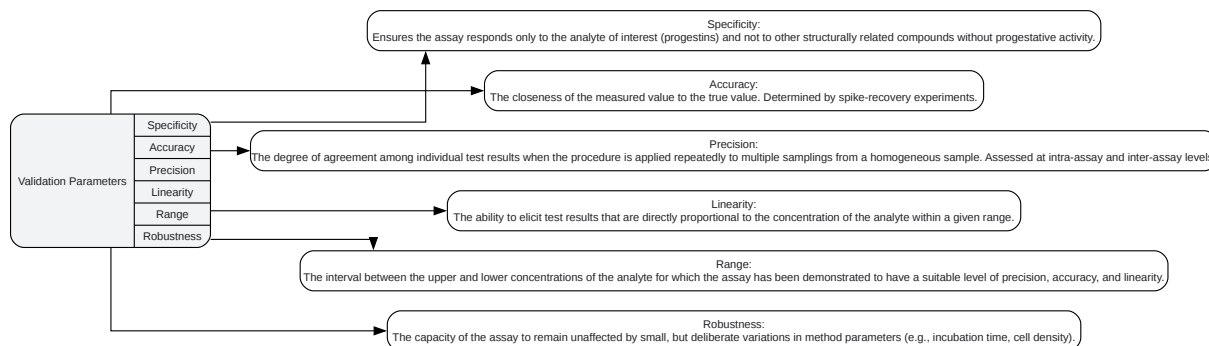 Specificity:
Ensures the assay responds only to the analyte of interest (progestins) and not to other structurally related compounds without progestative activity.
Accuracy:
The closeness of the measured value to the true value. Determined by spike-recovery experiments.
Validation Parameters
Specificity
Accuracy
Precision
Linearity
Range
Robustness
Precision:
The degree of agreement among individual test results when the procedure is applied repeatedly to multiple samplings from a homogeneous sample. Assessed at intra-assay and inter-assay levels
Linearity:
The ability to elicit test results that are directly proportional to the concentration of the analyte within a given range.
Range:
The interval between the upper and lower concentrations of the analyte for which the assay has been demonstrated to have a suitable level of precision, accuracy, and linearity.
Robustness:
The capacity of the assay to remain unaffected by small, but deliberate variations in method parameters (e.g., incubation time, cell density).